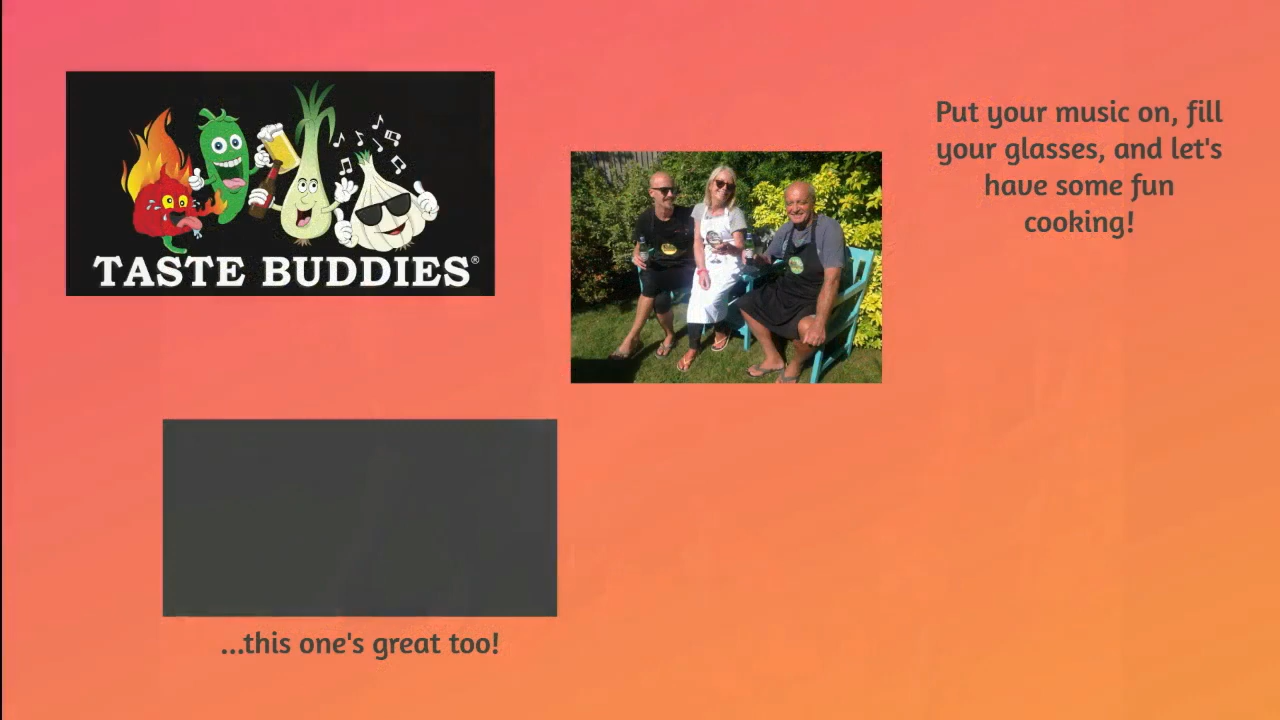 TASTE BUDDIES®
Put your music on, fill
your glasses, and let's
have some fun
cooking!
...this one's great too!